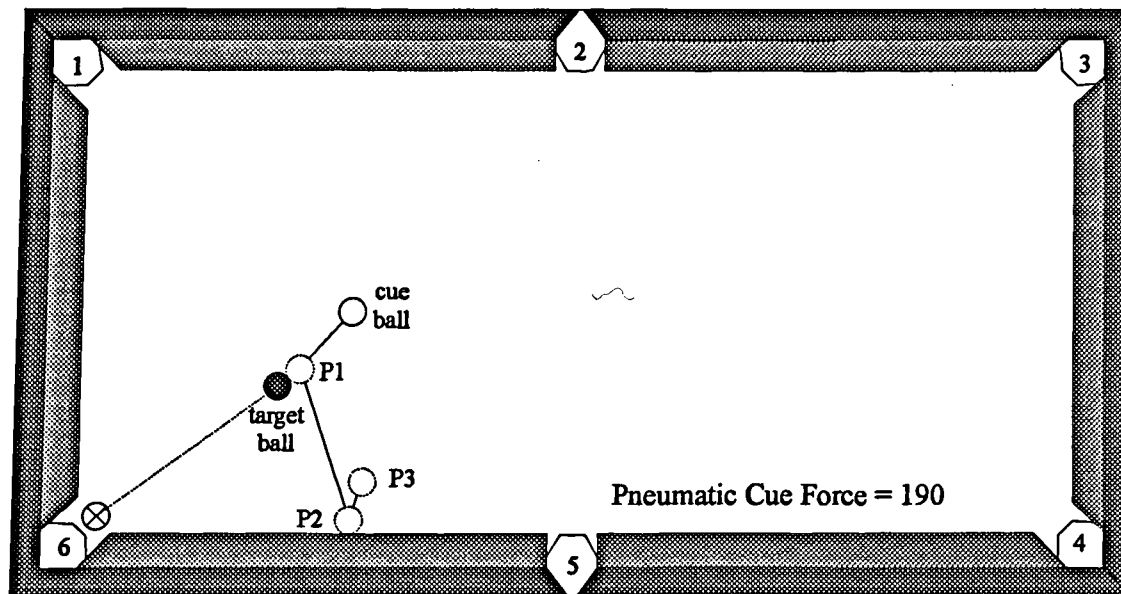 1
2
3
cue
ball
P1
target
ball
P3
P2
Pneumatic Cue Force = 190
6
5
4